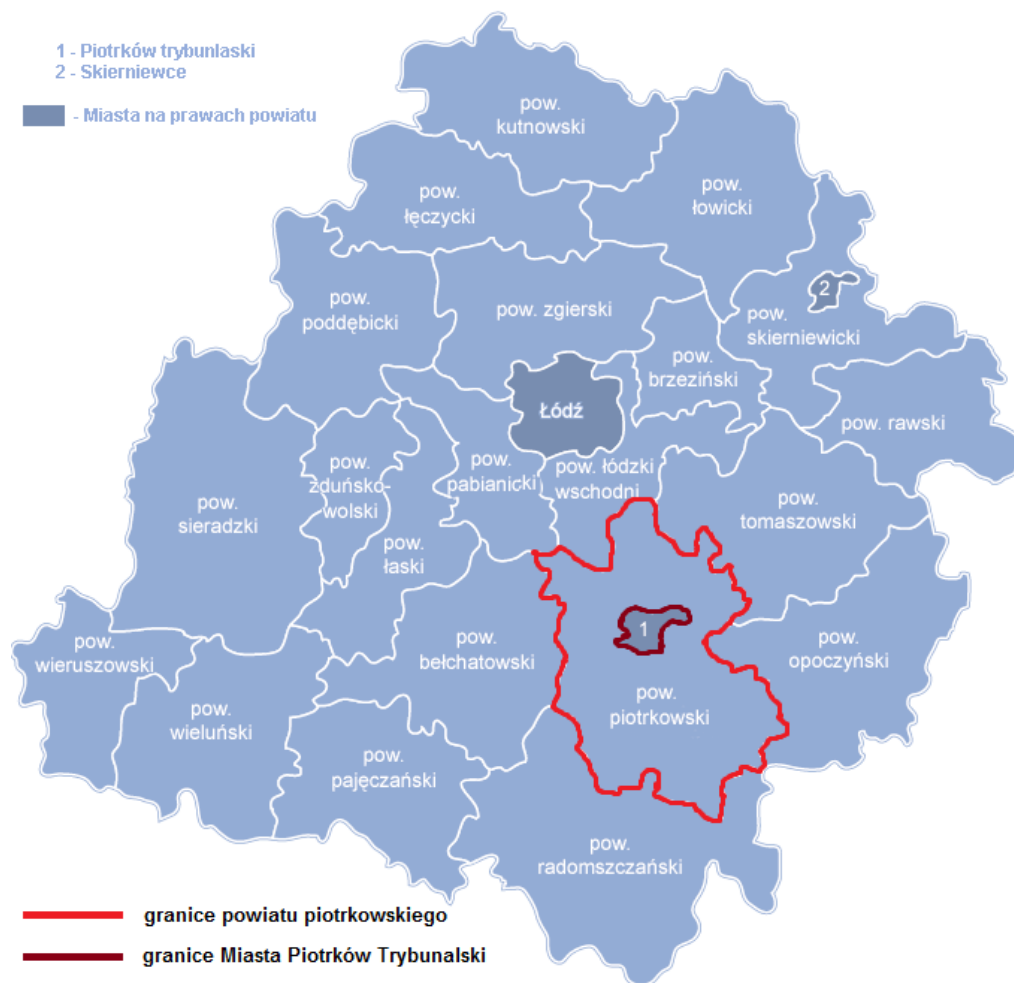 1 - Piotrków trybunlaski
2 - Skierniewce
- Miasta na prawach powiatu
pow.
kutnowski
pow.
łęczycki
pow.
łowicki
pow.
poddębicki
pow. zgierski
2
pow.
skierniewicki
pow.
brzeziński
Łódź
pow. rawski
pow.
sieradzki
pow.
żduńsko-
wolski
pow.
pabianicki
pow. łódzki
wschodni
pow.
tomaszowski
pow.
łaski
1
pow.
wieruszowski
pow.
bełchatowski
pow.
opoczyński
pow.
wieluński
pow.
piotrkowski
pow.
pajęczański
pow.
radomszczański
granice powiatu piotrkowskiego
granice Miasta Piotrków Trybunalski